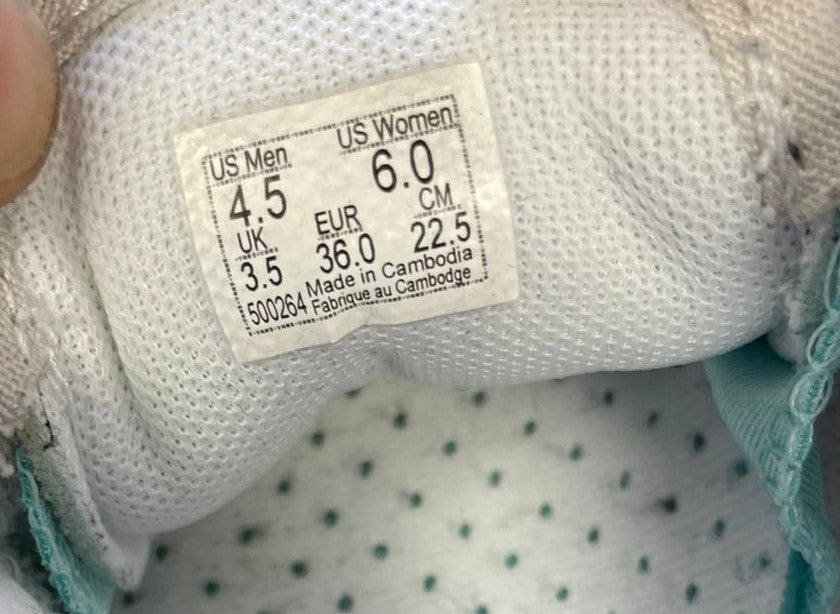 US Men US Women
4.5 6.0
UK EUR CM
3.5 36.0 22.5
Made in Cambodia
500264 Fabrique au Cambodge